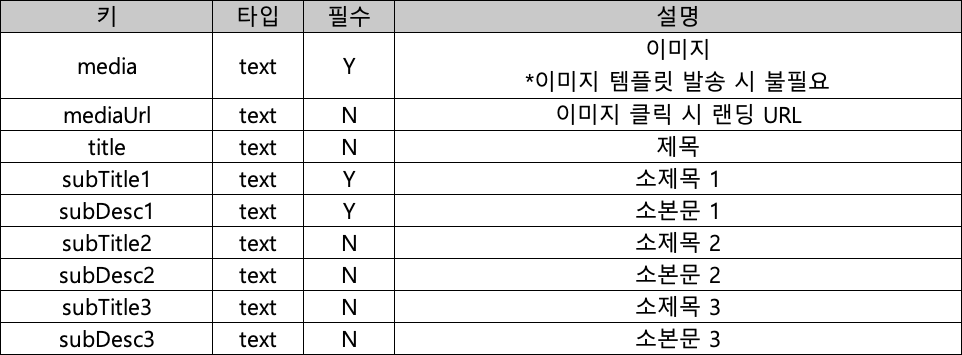 키 타입 필수 설명
media text Y 이미지
*이미지 템플릿 발송 시 불필요
mediaUrl text N 이미지 클릭 시 랜딩 URL
title text N 제목
subTitle1 text Y 소제목 1
subDesc1 text Y 소본문 1
subTitle2 text N 소제목 2
subDesc2 text N 소본문 2
subTitle3 text N 소제목 3
subDesc3 text N 소본문 3